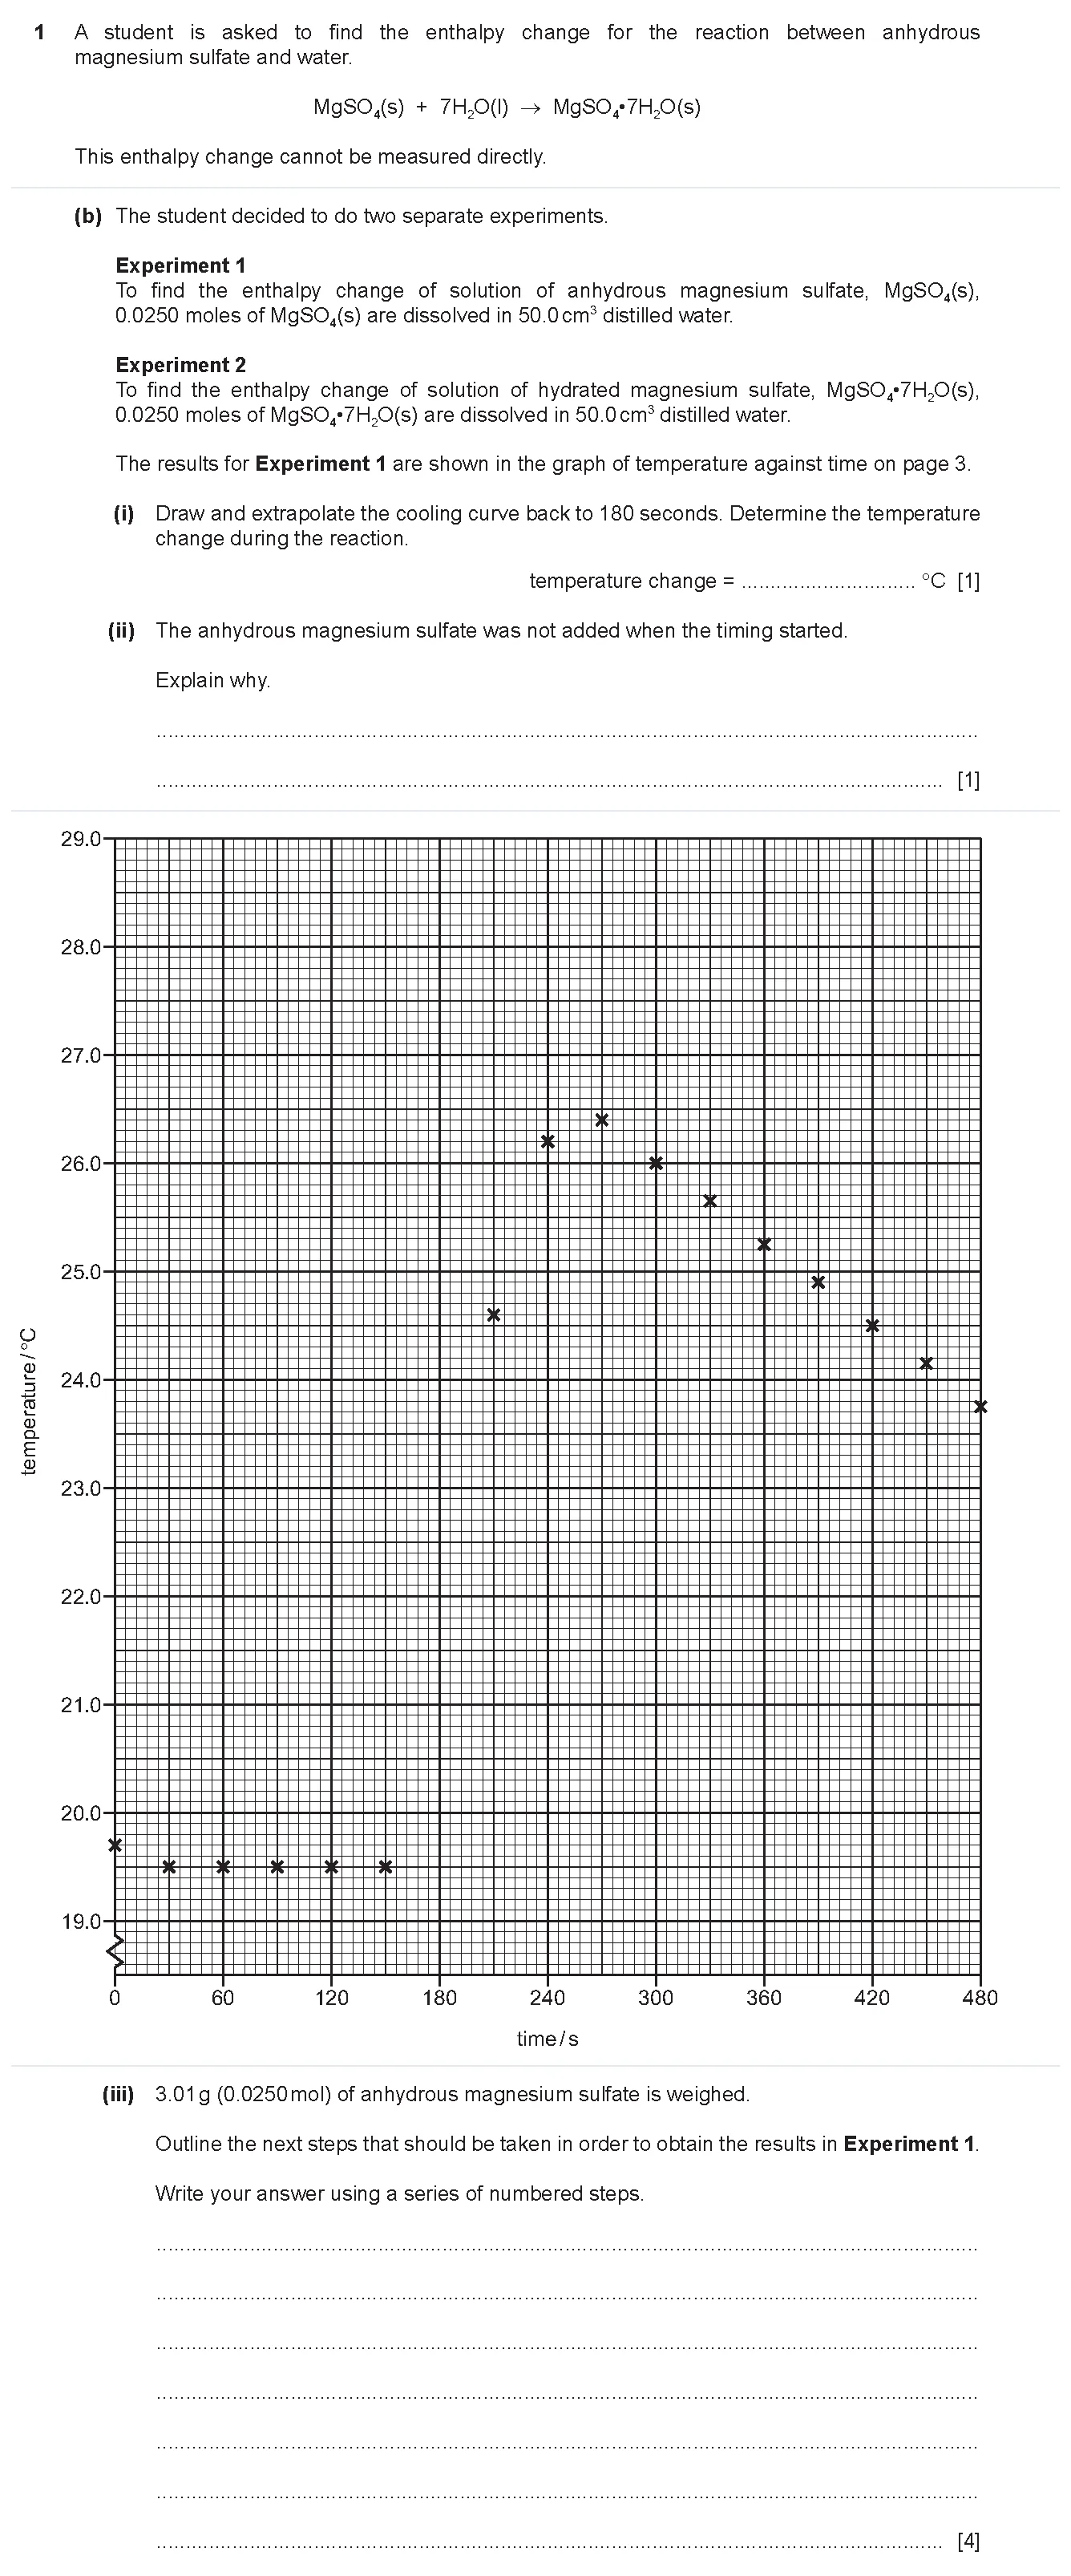 1 A student is asked to find the enthalpy change for the reaction between anhydrous
magnesium sulfate and water.
MgSO₄(s) + 7H₂O(l) → MgSO₄•7H₂O(s)
This enthalpy change cannot be measured directly.
(b) The student decided to do two separate experiments.
Experiment 1
To find the enthalpy change of solution of anhydrous magnesium sulfate, MgSO₄(s),
0.0250 moles of MgSO₄(s) are dissolved in 50.0 cm³ distilled water.
Experiment 2
To find the enthalpy change of solution of hydrated magnesium sulfate, MgSO₄•7H₂O(s),
0.0250 moles of MgSO₄•7H₂O(s) are dissolved in 50.0 cm³ distilled water.
The results for Experiment 1 are shown in the graph of temperature against time on page 3.
(i) Draw and extrapolate the cooling curve back to 180 seconds. Determine the temperature
change during the reaction.
temperature change = .............................. °C [1]
(ii) The anhydrous magnesium sulfate was not added when the timing started.
Explain why.
..........................................................................................................................................
.................................................................................................................................... [1]
29.0
28.0
27.0
26.0
25.0
temperature / °C
24.0
23.0
22.0
21.0
20.0
19.0
0 60 120 180 240 300 360 420 480
time / s
(iii) 3.01 g (0.0250 mol) of anhydrous magnesium sulfate is weighed.
Outline the next steps that should be taken in order to obtain the results in Experiment 1.
Write your answer using a series of numbered steps.
..........................................................................................................................................
..........................................................................................................................................
..........................................................................................................................................
..........................................................................................................................................
..........................................................................................................................................
..........................................................................................................................................
.................................................................................................................................... [4]